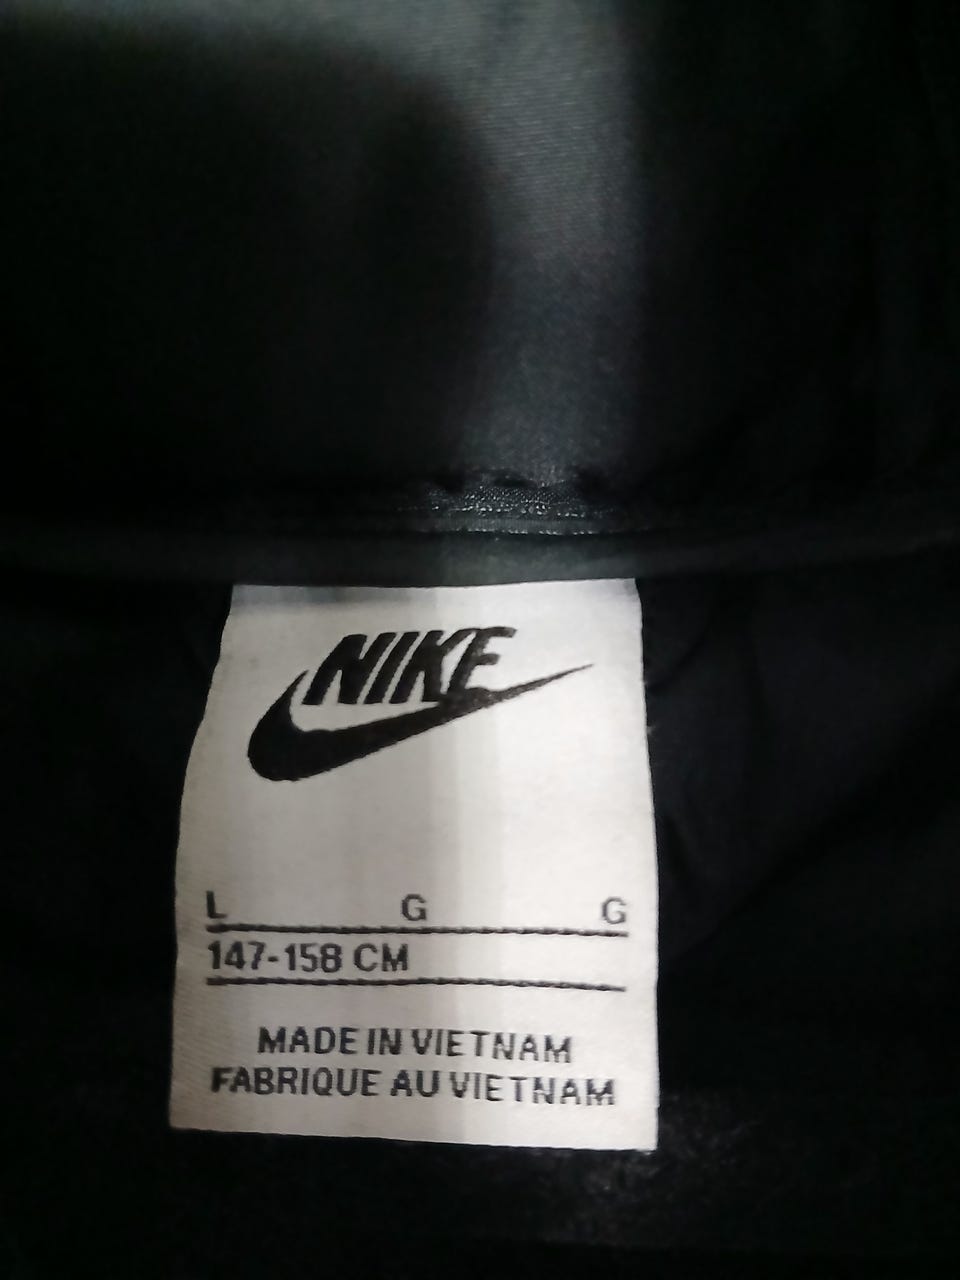 NIKE
L G G
147-158 CM
MADE IN VIETNAM
FABRIQUE AU VIETNAM